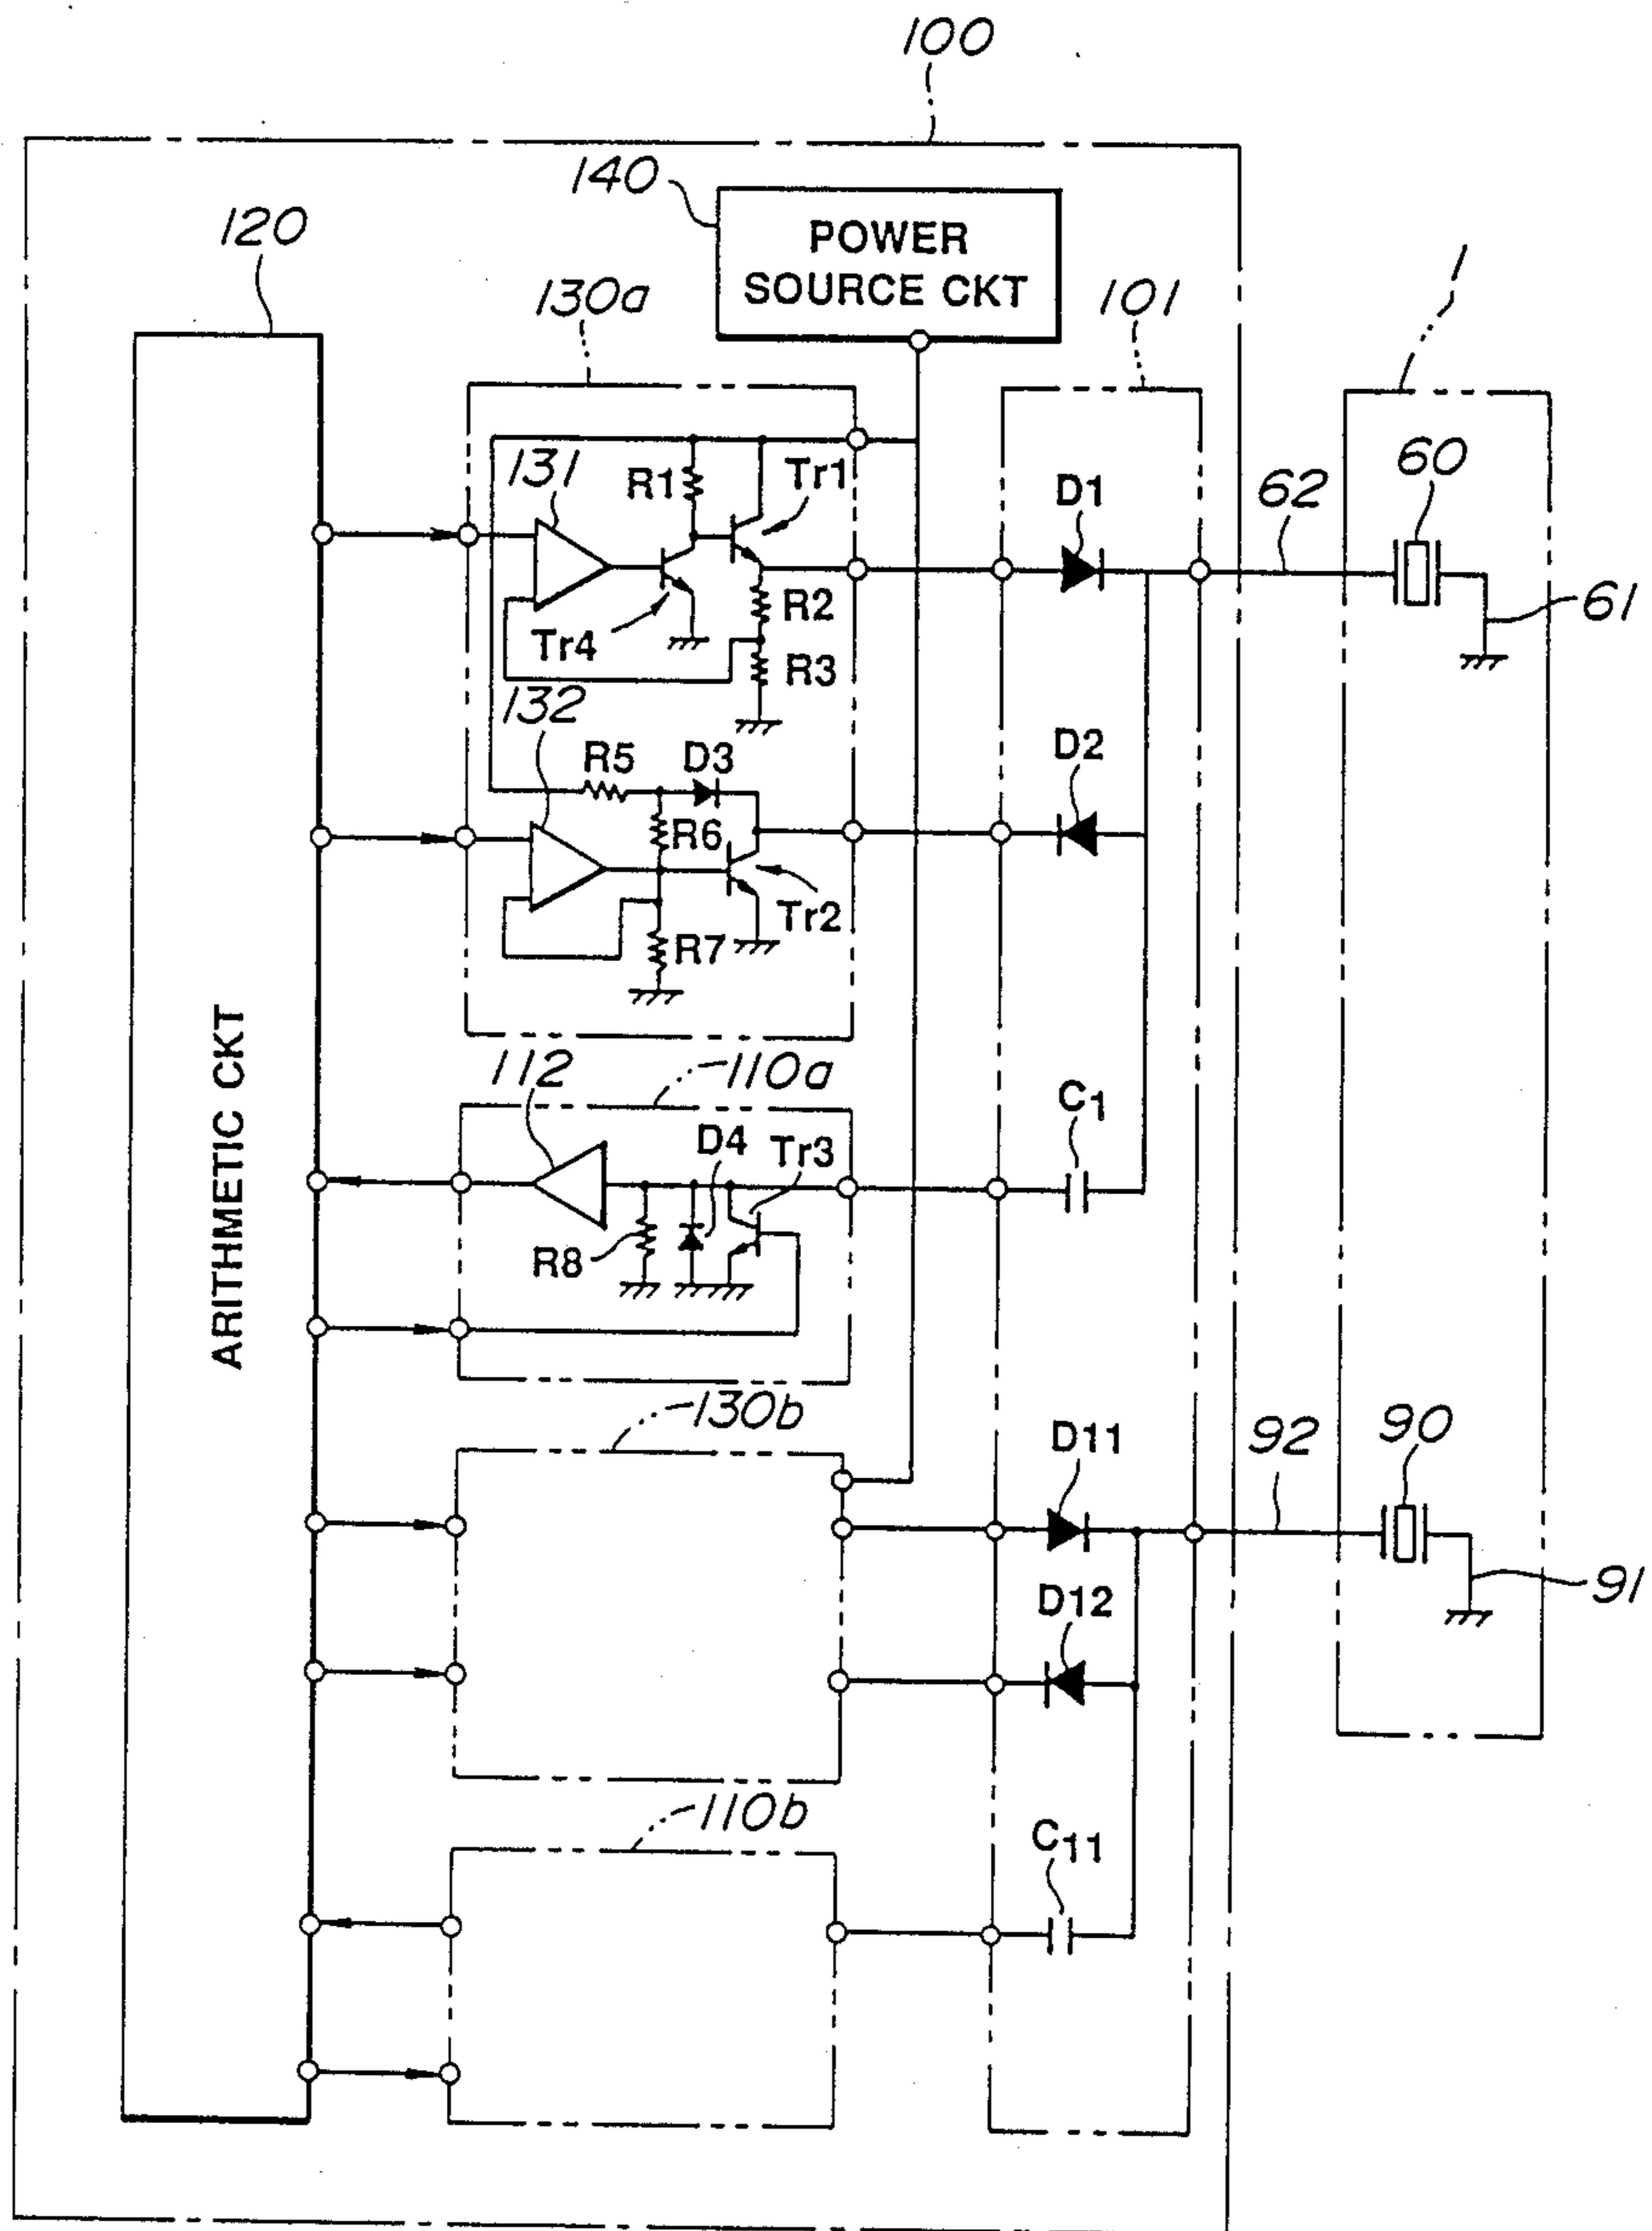 100
140
POWER
SOURCE CKT
120
130a
101
1
131
R1
Tr1
D1
62
60
R2
61
Tr4
R3
132
R5
D3
D2
R6
Tr2
R7
ARITHMETIC CKT
112
110a
D4
Tr3
C1
R8
130b
D11
92
90
D12
91
110b
C11